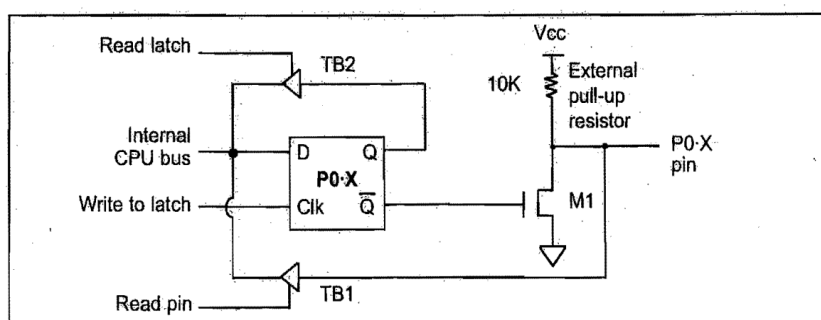 Read latch
TB2
Vcc
10K
External
pull-up
resistor
Internal
CPU bus
D
Q
P0·X
P0·X
pin
Write to latch
Clk
Q̅
M1
TB1
Read pin